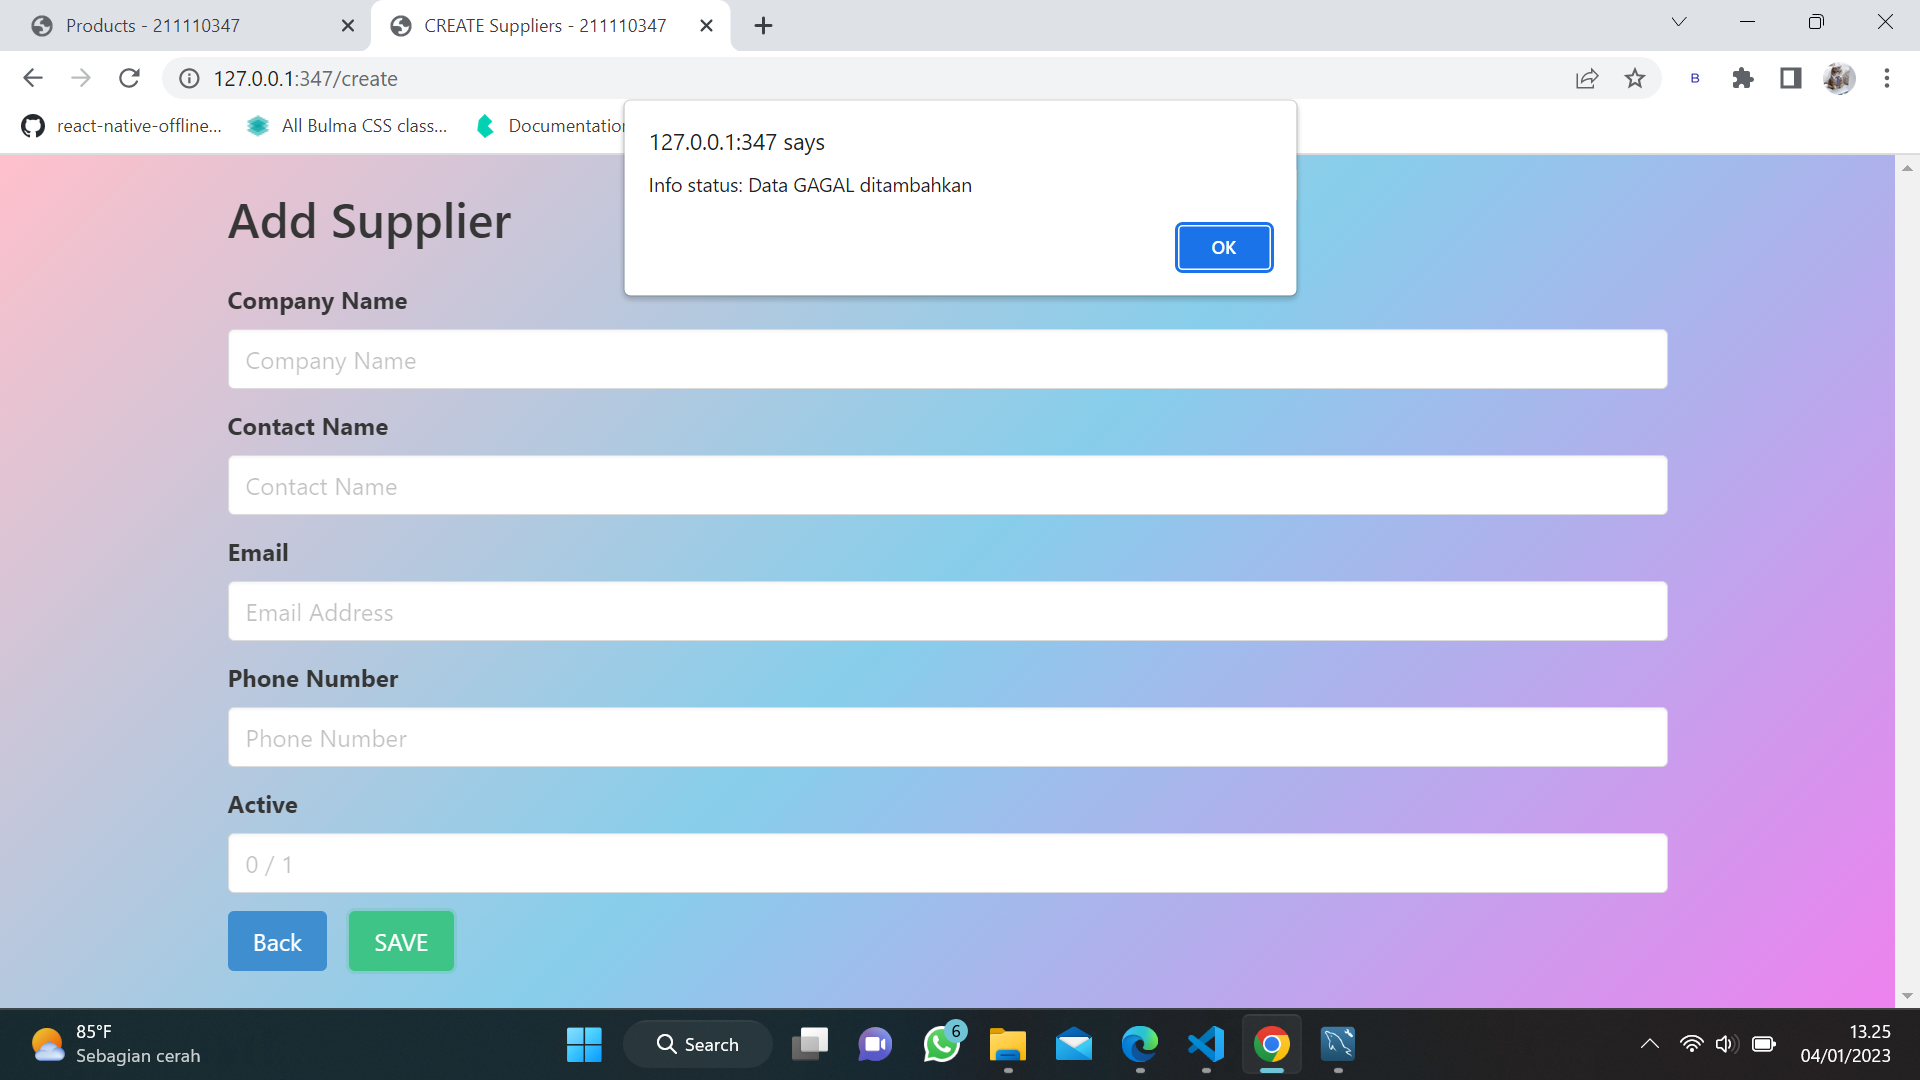 Products - 211110347
CREATE Suppliers - 211110347
127.0.0.1:347/create
B
react-native-offline...
All Bulma CSS class...
Documentation
127.0.0.1:347 says
Info status: Data GAGAL ditambahkan
OK
Add Supplier
Company Name
Company Name
Contact Name
Contact Name
Email
Email Address
Phone Number
Phone Number
Active
0 / 1
Back
SAVE
85°F
Sebagian cerah
Search
6
13.25
04/01/2023